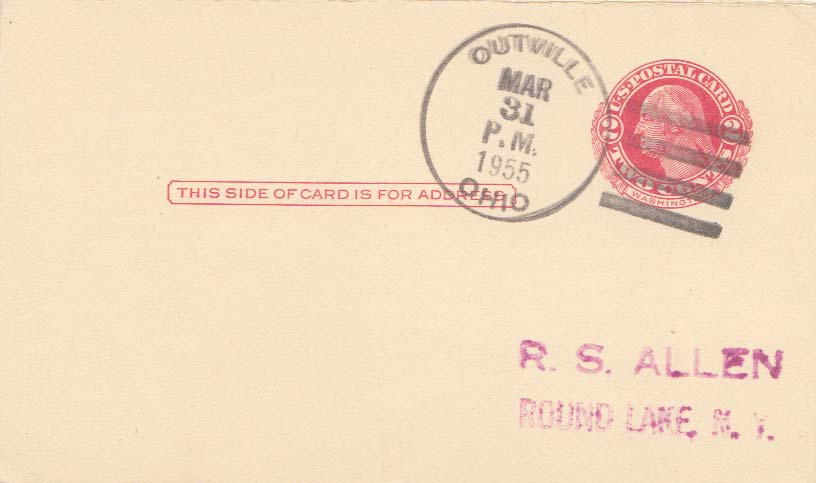 OUTVILLE
MAR
31
P.M.
1955
OHIO
U.S. POSTAL CARD
2 2
TWO CENTS
WASHINGTON
THIS SIDE OF CARD IS FOR ADDRESS
R. S. ALLEN
ROUND LAKE, N. Y.